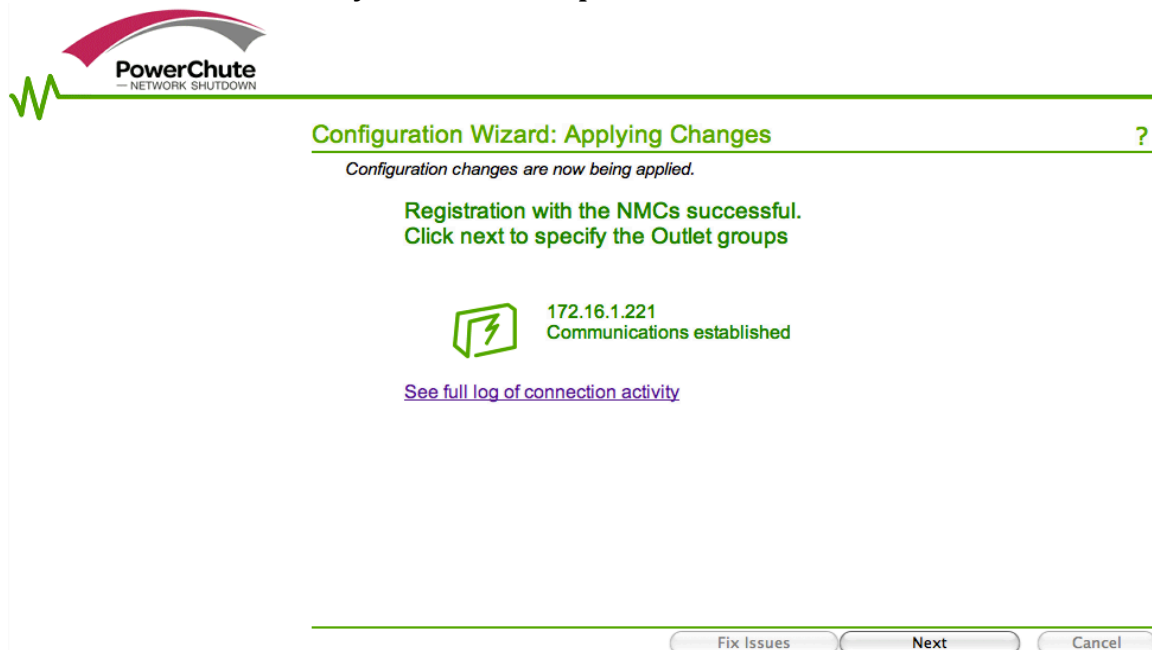 PowerChute
NETWORK SHUTDOWN
Configuration Wizard: Applying Changes ?
Configuration changes are now being applied.
Registration with the NMCs successful.
Click next to specify the Outlet groups
172.16.1.221
Communications established
See full log of connection activity
Fix Issues Next Cancel